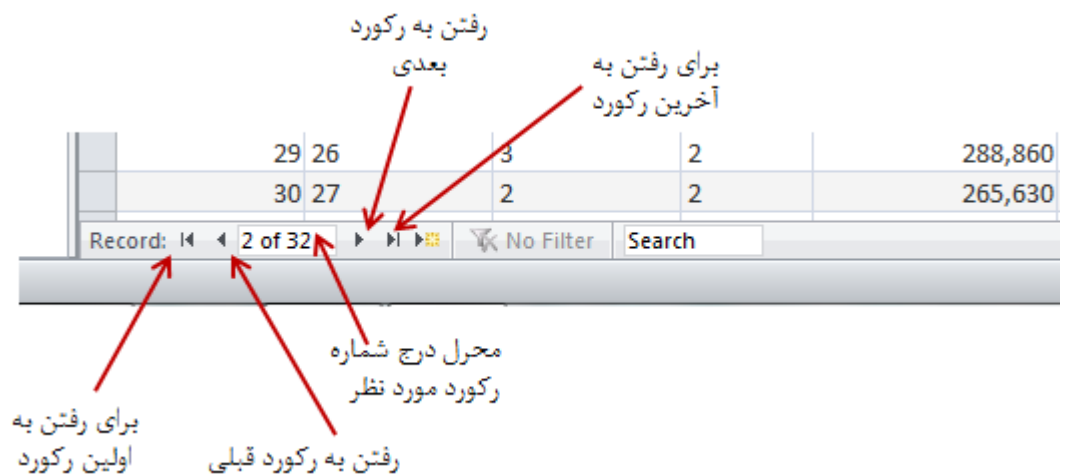 رفتن به رکورد
بعدی
برای رفتن به
آخرین رکورد
29 26 3 2 288,860
30 27 2 2 265,630
Record: 2 of 32 No Filter Search
محرل درج شماره
رکورد مورد نظر
برای رفتن به
اولین رکورد
رفتن به رکورد قبلی